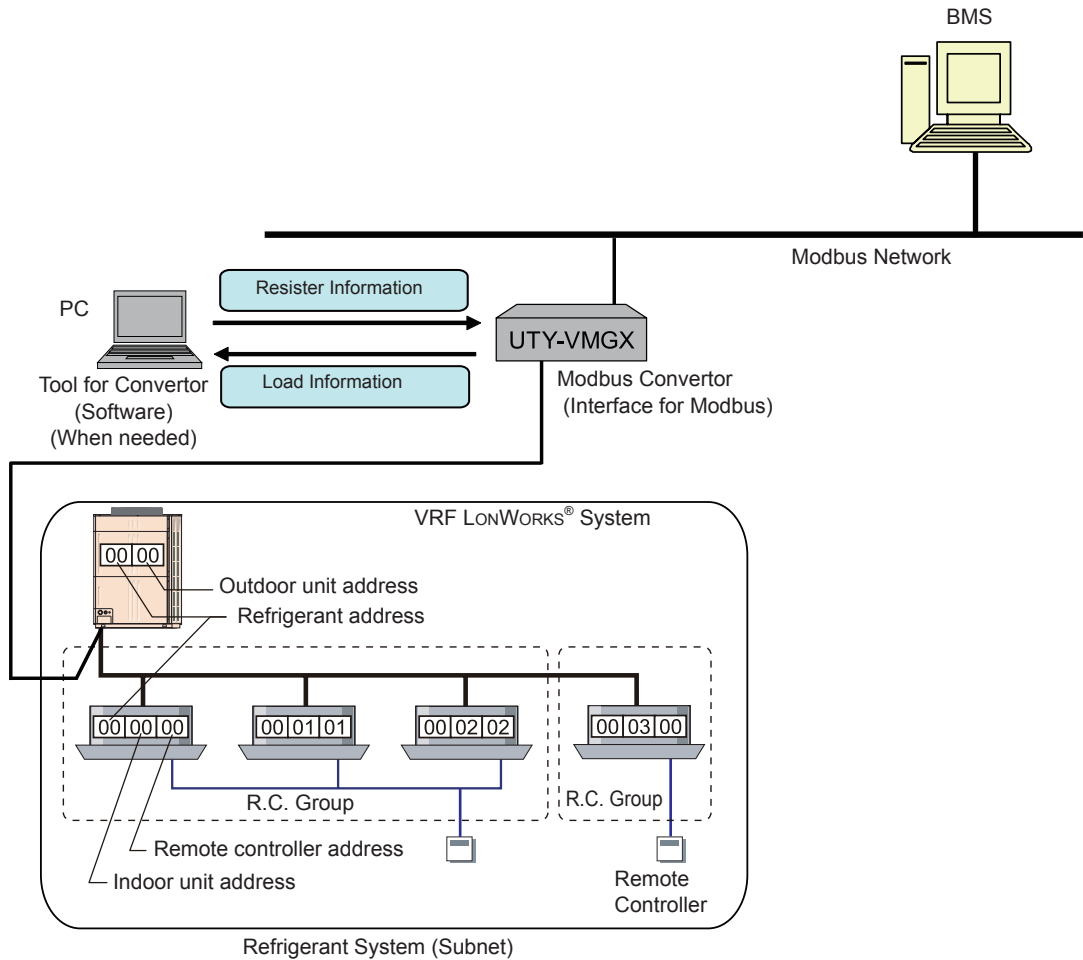 BMS
Modbus Network
Resister Information
PC
UTY-VMGX
Load Information
Tool for Convertor
(Software)
(When needed)
Modbus Convertor
(Interface for Modbus)
VRF LONWORKS® System
00 00
Outdoor unit address
Refrigerant address
00 00 00
00 01 01
00 02 02
00 03 00
R.C. Group
R.C. Group
Remote controller address
Indoor unit address
Remote
Controller
Refrigerant System (Subnet)